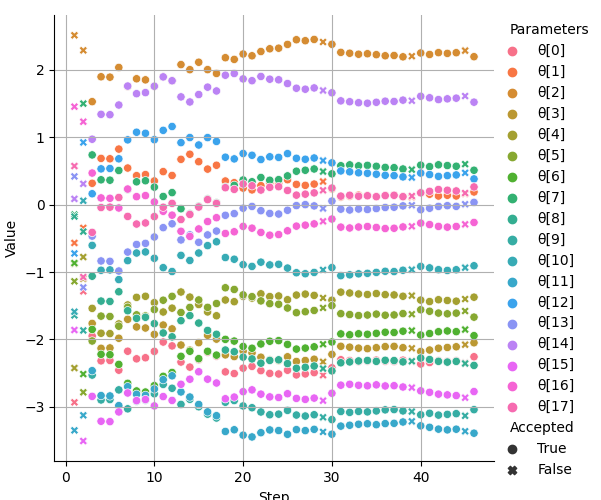 Parameters
θ[0]
θ[1]
θ[2]
θ[3]
θ[4]
θ[5]
θ[6]
θ[7]
θ[8]
θ[9]
θ[10]
θ[11]
θ[12]
θ[13]
θ[14]
θ[15]
θ[16]
θ[17]
Accepted
True
False
Value
2
1
0
−1
−2
−3
0
10
20
30
40
Step